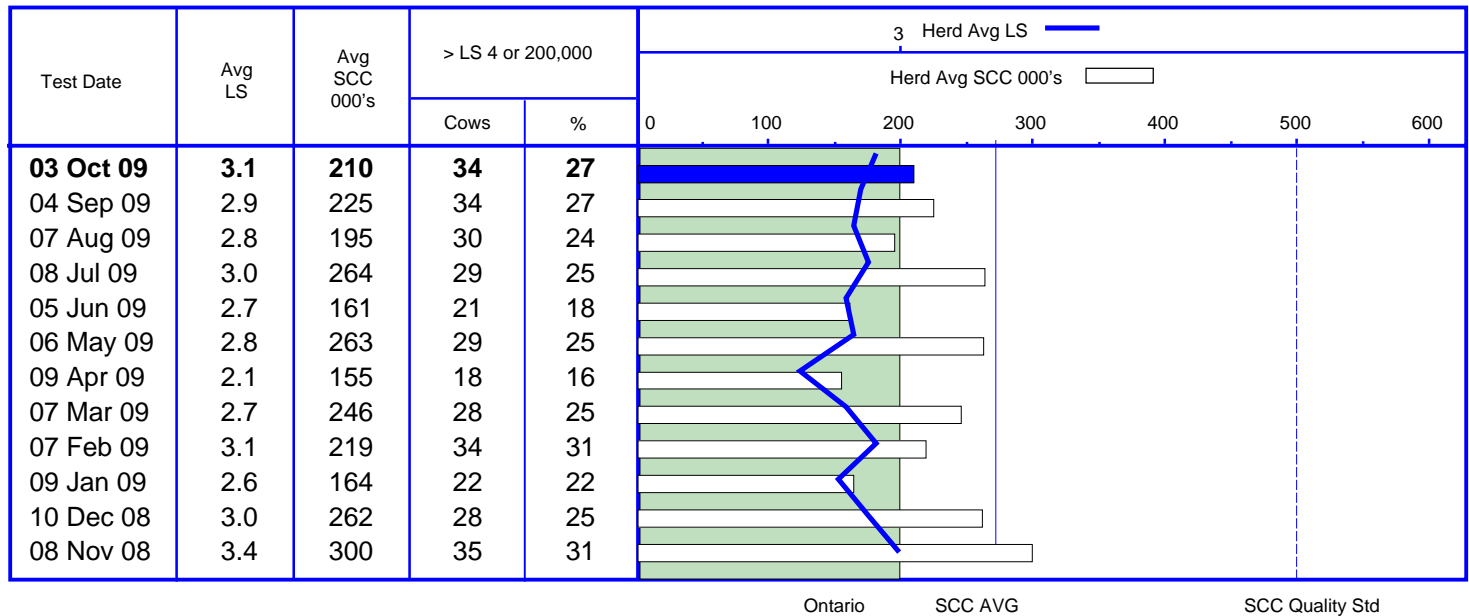 3 Herd Avg LS
Test Date Avg LS Avg SCC 000's > LS 4 or 200,000 Herd Avg SCC 000's
Cows % 0 100 200 300 400 500 600
03 Oct 09 3.1 210 34 27
04 Sep 09 2.9 225 34 27
07 Aug 09 2.8 195 30 24
08 Jul 09 3.0 264 29 25
05 Jun 09 2.7 161 21 18
06 May 09 2.8 263 29 25
09 Apr 09 2.1 155 18 16
07 Mar 09 2.7 246 28 25
07 Feb 09 3.1 219 34 31
09 Jan 09 2.6 164 22 22
10 Dec 08 3.0 262 28 25
08 Nov 08 3.4 300 35 31
Ontario SCC AVG SCC Quality Std